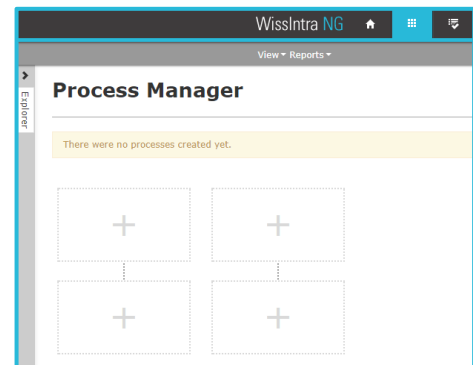 WissIntra NG
View Reports
Explorer
Process Manager
There were no processes created yet.